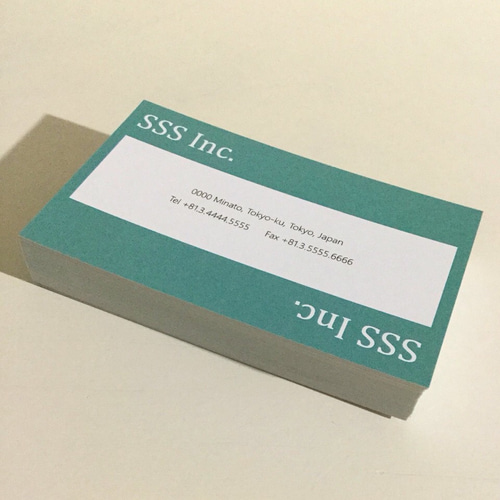 SSS Inc.
0000 Minato, Tokyo-ku, Tokyo, Japan
Tel +81.3.4444.5555 Fax +81.3.5555.6666
SSS Inc.